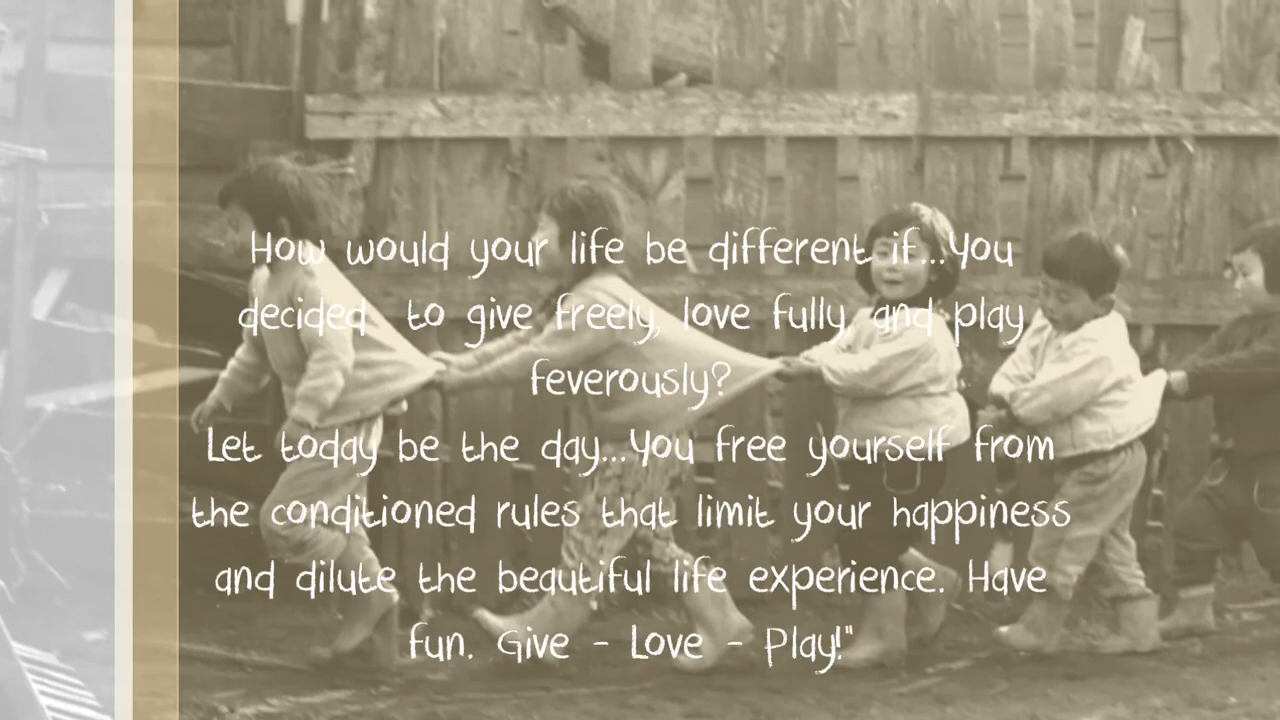 How would your life be different if...You
decided to give freely, love fully, and play
feverously?
Let today be the day...You free yourself from
the conditioned rules that limit your happiness
and dilute the beautiful life experience. Have
fun. Give - Love - Play!"